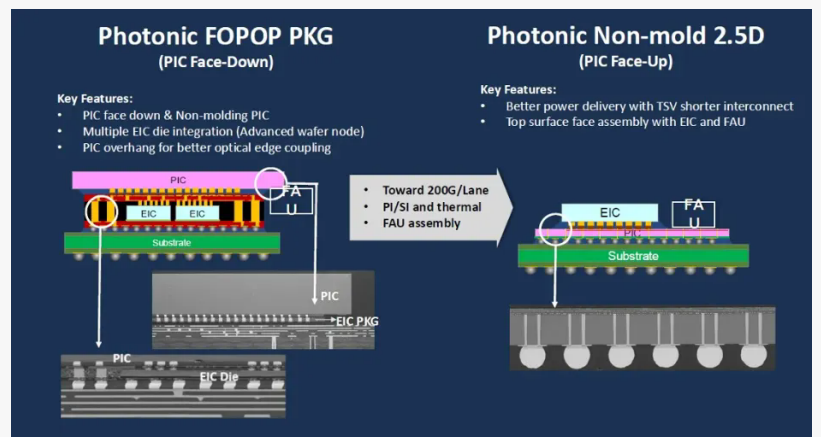 Photonic FOPOP PKG
(PIC Face-Down)
Key Features:
• PIC face down & Non-molding PIC
• Multiple EIC die integration (Advanced wafer node)
• PIC overhang for better optical edge coupling
PIC
FA
U
EIC
EIC
Substrate
PIC
EIC PKG
PIC
EIC Die
• Toward 200G/Lane
• PI/SI and thermal
• FAU assembly
Photonic Non-mold 2.5D
(PIC Face-Up)
Key Features:
• Better power delivery with TSV shorter interconnect
• Top surface face assembly with EIC and FAU
EIC
FA
U
PIC
Substrate